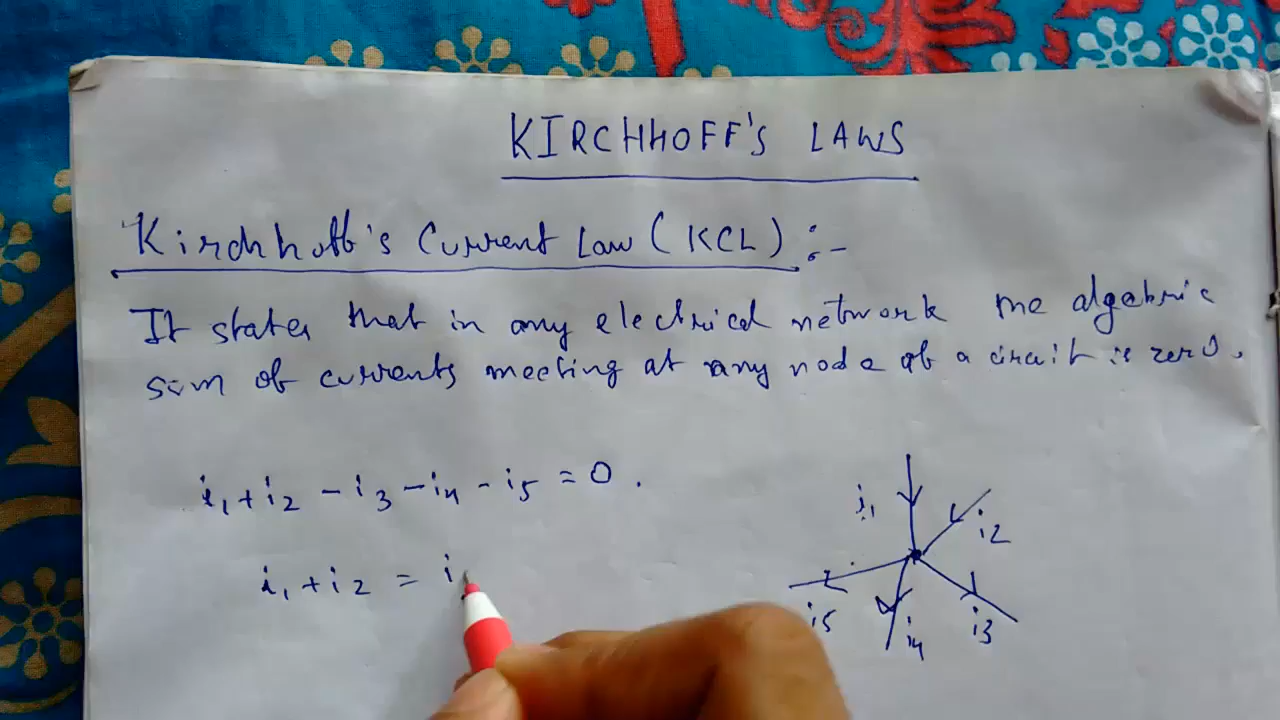 KIRCHHOFF'S LAWS
Kirchhoff's Current Law (KCL) :-
It states that in any electrical network the algebric
sum of currents meeting at any node of a circuit is zero.
i₁ + i₂ - i₃ - i₄ - i₅ = 0.
i₁ + i₂ = i
i₁
i₂
i₅
i₄
i₃